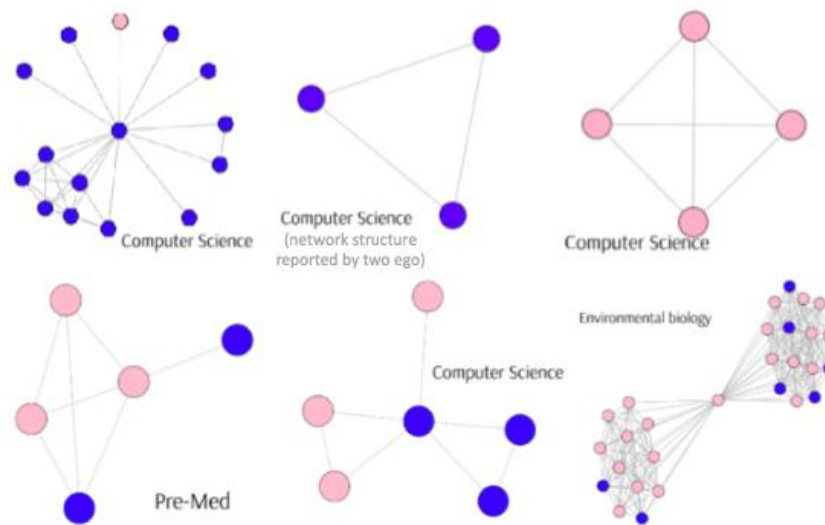 Computer Science
Computer Science
(network structure
reported by two ego)
Computer Science
Pre-Med
Computer Science
Environmental biology